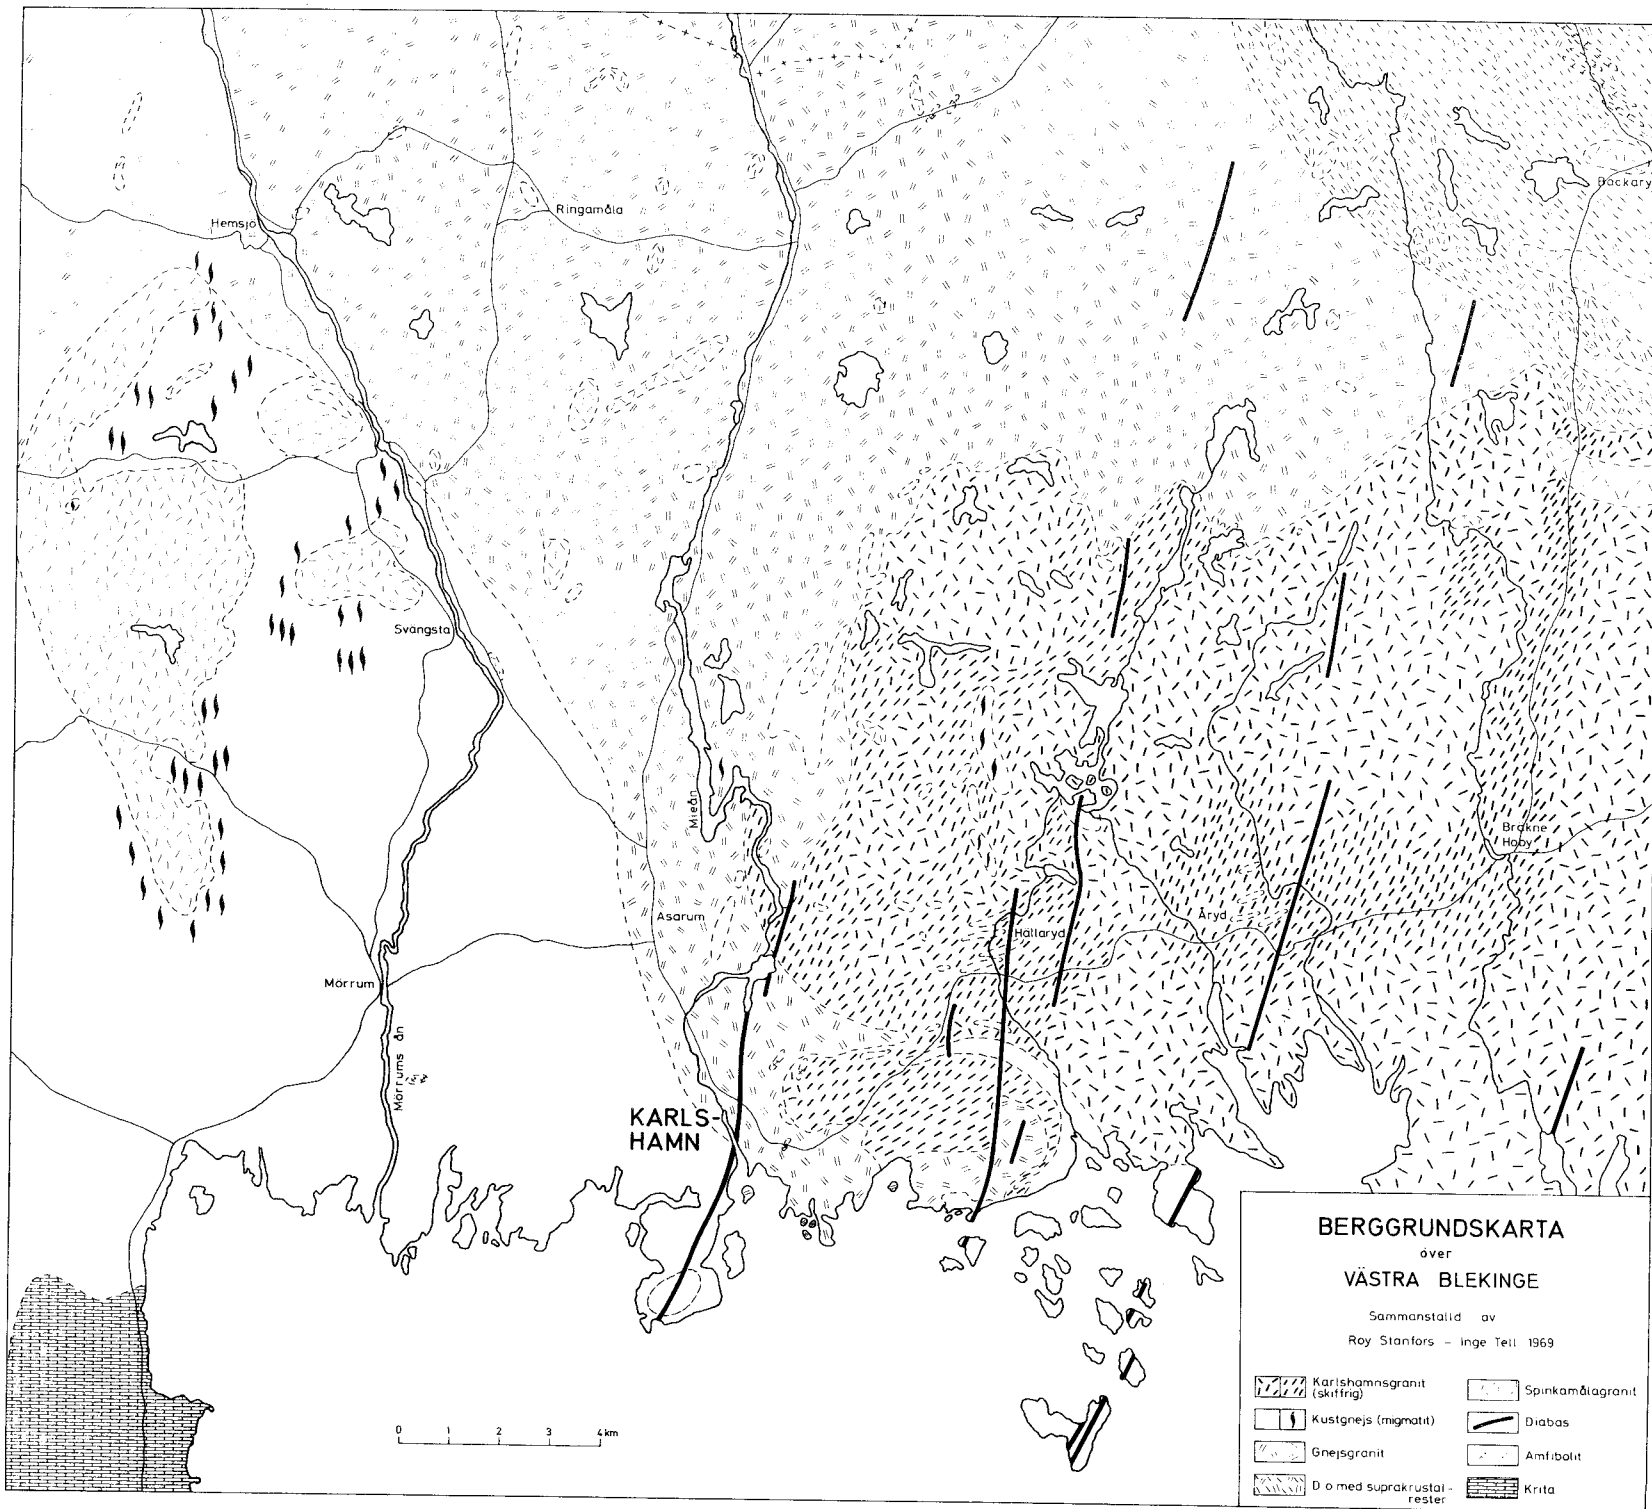 Hemsjö
Ringamåla
Backaryd
Svängsta
Mieån
Bräkne
Hoby
Asarum
Åryd
Hällaryd
Mörrum
Mörrums ån
KARLS-
HAMN
BERGGRUNDSKARTA
över
VÄSTRA BLEKINGE
Sammanställd av
Roy Stanfors - Inge Tell 1969
Karlshamnsgranit
(skiffrig)
Spinkamålagranit
Kustgnejs (migmatit)
Diabas
Gnejsgranit
Amfibolit
D o med suprakrustal-
rester
Krita
0 1 2 3 4 km